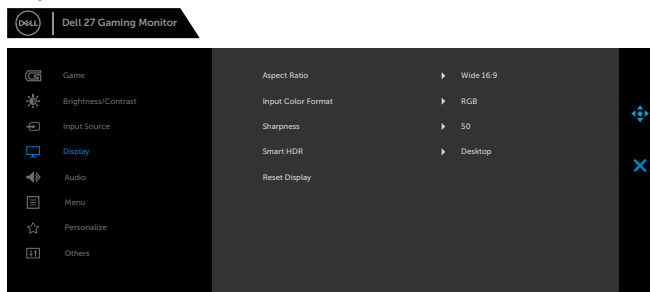 DELL
Dell 27 Gaming Monitor
Game
Aspect Ratio Wide 16:9
Brightness/Contrast
Input Color Format RGB
Input Source
Sharpness 50
Display
Smart HDR Desktop
Audio
Reset Display
Menu
Personalize
Others